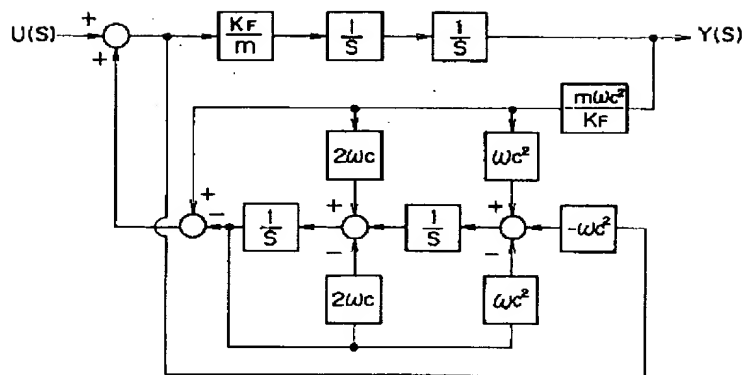 U(S) + KF/m 1/S 1/S Y(S)
+
mωc²/KF
2ωc ωc²
+ − 1/S + 1/S + -ωc²
− −
2ωc ωc²